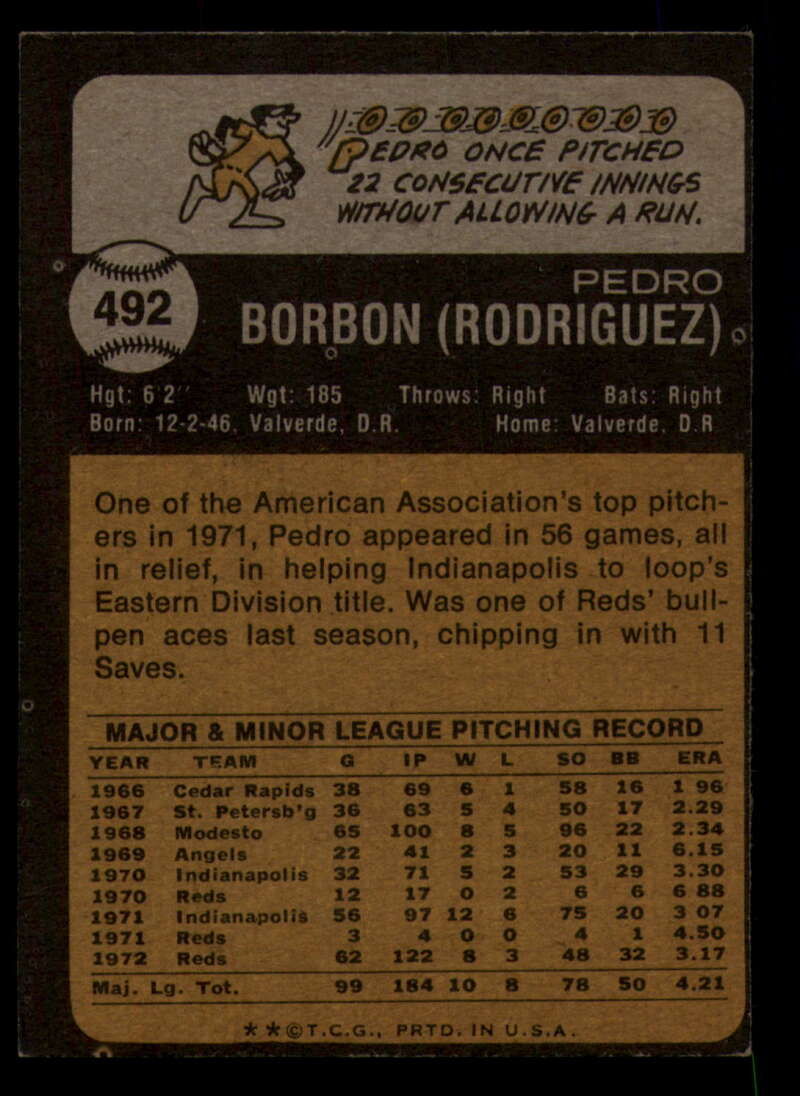 PEDRO ONCE PITCHED
22 CONSECUTIVE INNINGS
WITHOUT ALLOWING A RUN.
492
PEDRO
BORBON (RODRIGUEZ)
Hgt: 6'2" Wgt: 185 Throws: Right Bats: Right
Born: 12-2-46, Valverde, D.R. Home: Valverde, D.R
One of the American Association's top pitch-
ers in 1971, Pedro appeared in 56 games, all
in relief, in helping Indianapolis to loop's
Eastern Division title. Was one of Reds' bull-
pen aces last season, chipping in with 11
Saves.
MAJOR & MINOR LEAGUE PITCHING RECORD
YEAR TEAM G IP W L SO BB ERA
1966 Cedar Rapids 38 69 6 1 58 16 1 96
1967 St. Petersb'g 36 63 5 4 50 17 2.29
1968 Modesto 65 100 8 5 96 22 2.34
1969 Angels 22 41 2 3 20 11 6.15
1970 Indianapolis 32 71 5 2 53 29 3.30
1970 Reds 12 17 0 2 6 6 6 88
1971 Indianapolis 56 97 12 6 75 20 3 07
1971 Reds 3 4 0 0 4 1 4.50
1972 Reds 62 122 8 3 48 32 3.17
Maj. Lg. Tot. 99 184 10 8 78 50 4.21
* * © T.C.G., PRTD. IN U.S.A.